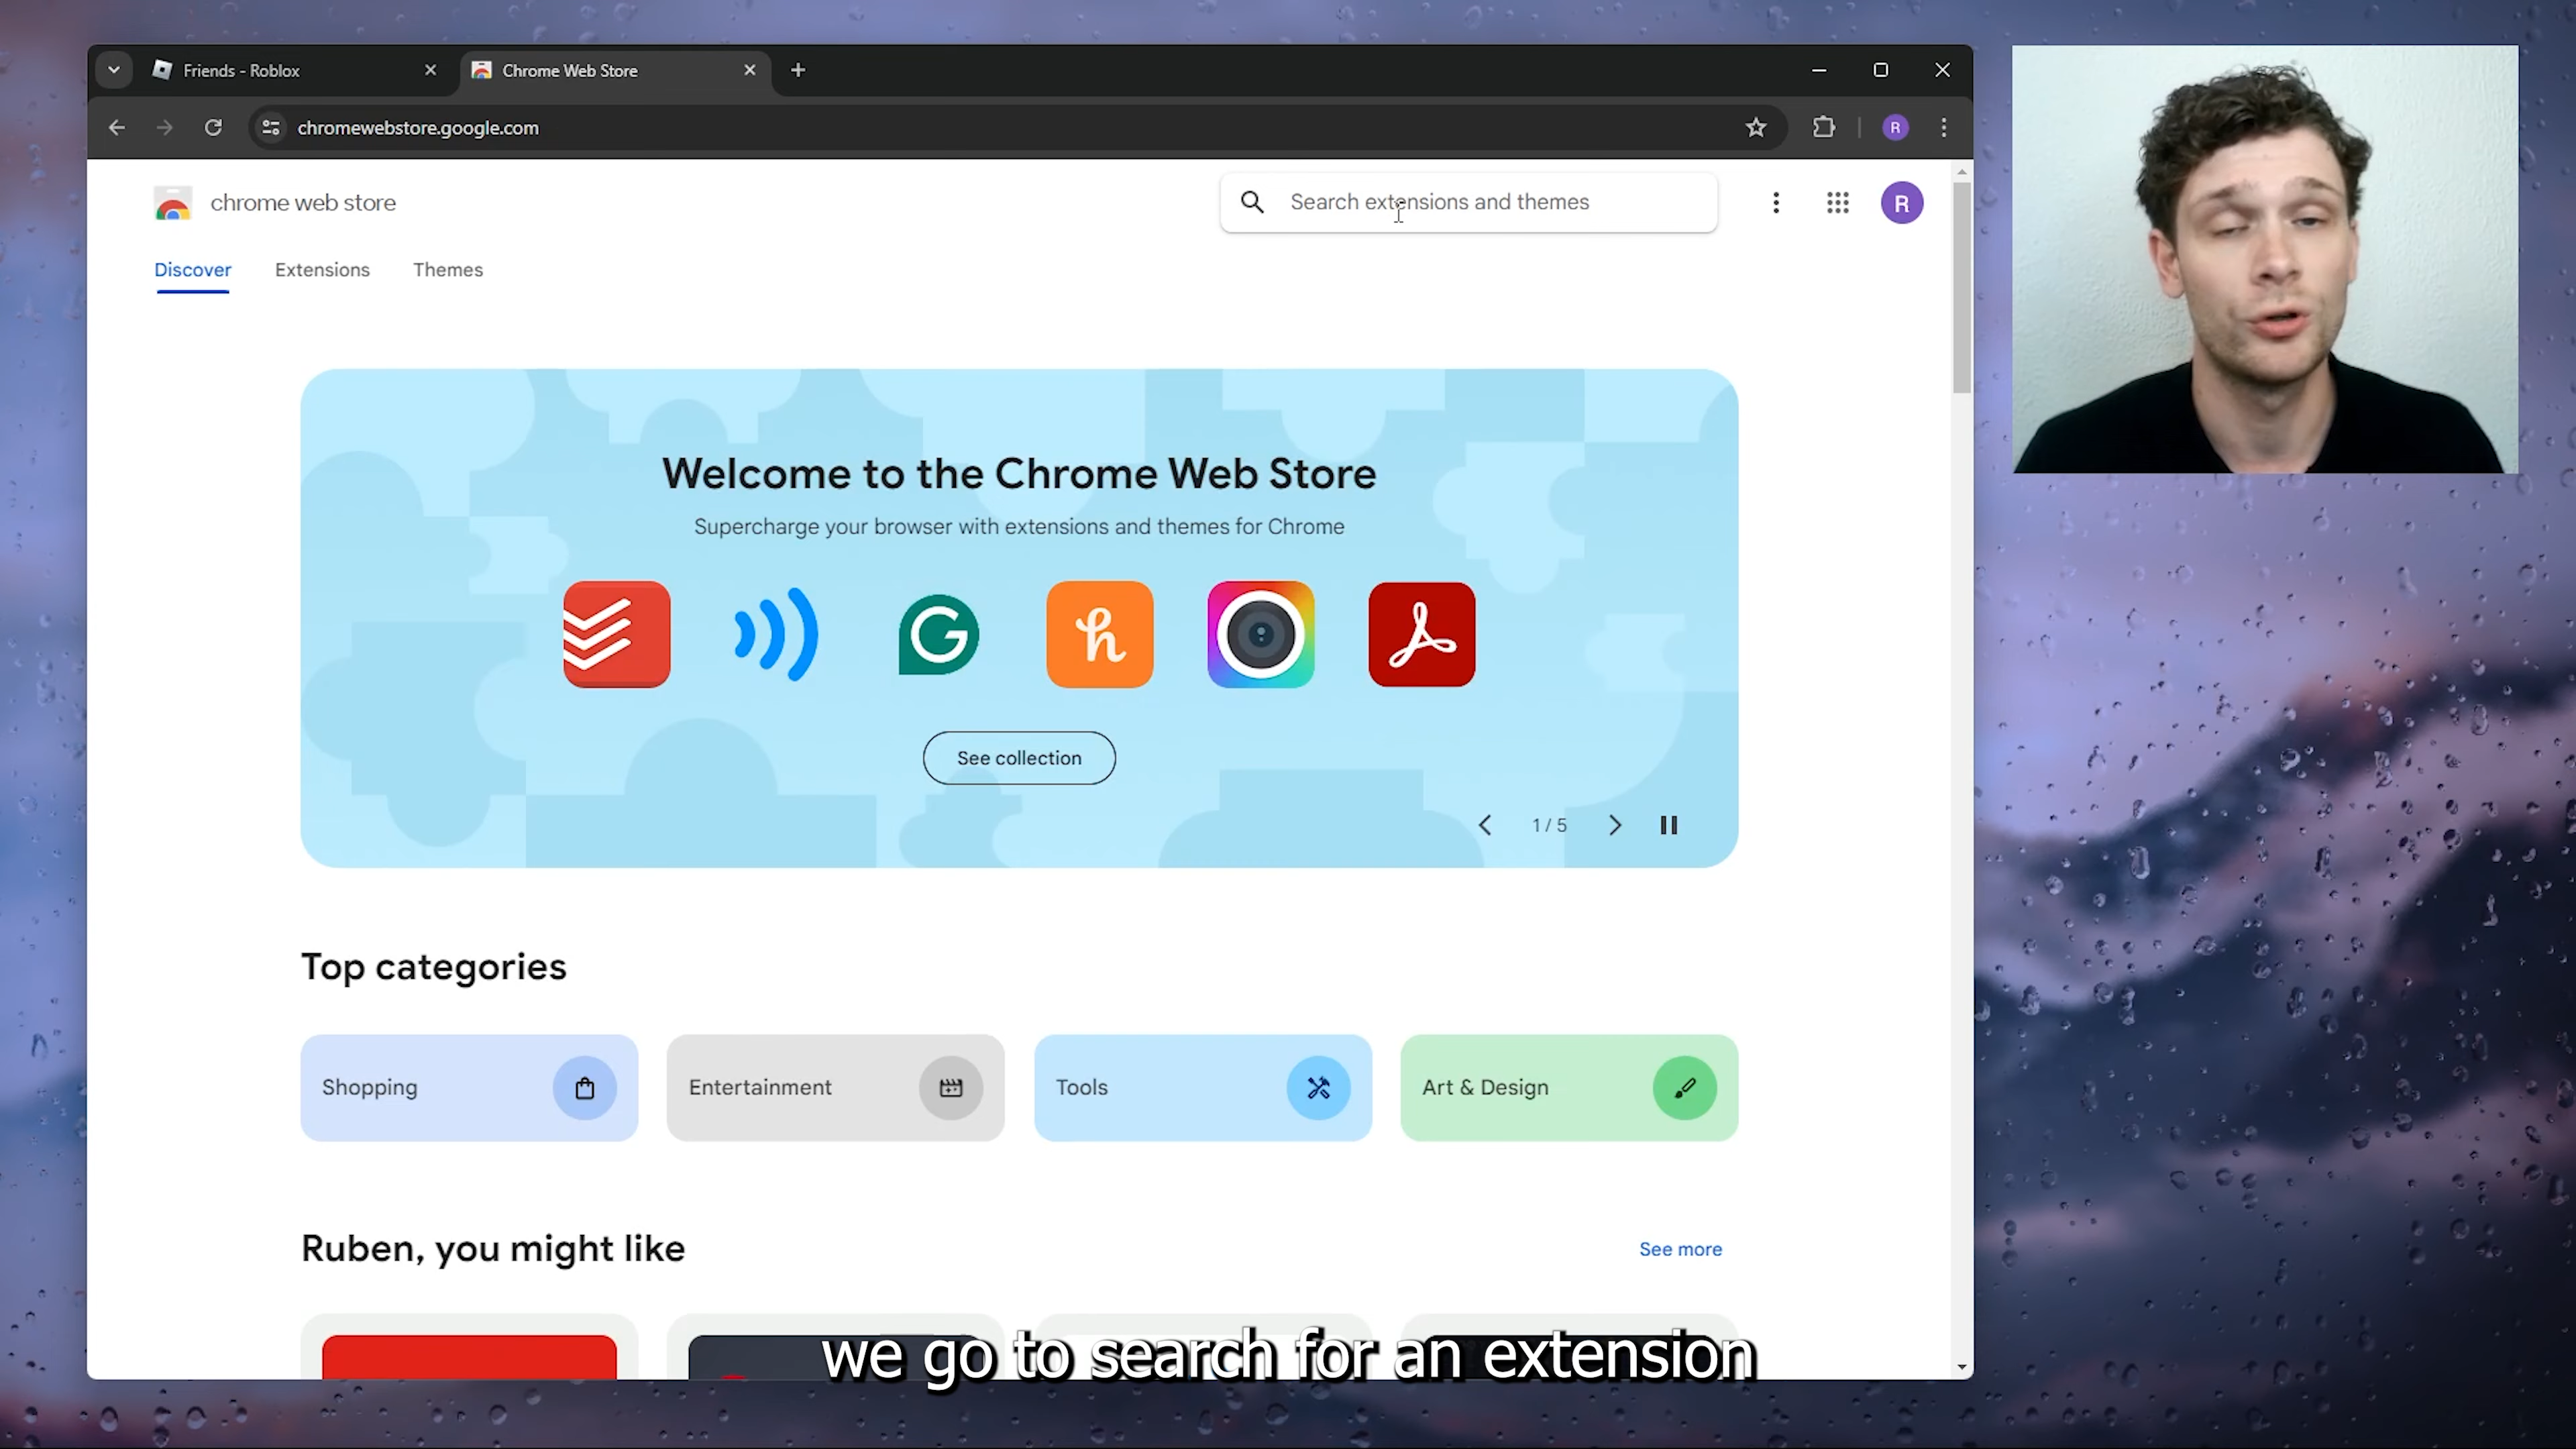 Friends - Roblox
Chrome Web Store
chromewebstore.google.com
R
chrome web store
Search extensions and themes
R
Discover
Extensions
Themes
Welcome to the Chrome Web Store
Supercharge your browser with extensions and themes for Chrome
G
h
See collection
1 / 5
Top categories
Shopping
Entertainment
Tools
Art & Design
Ruben, you might like
See more
we go to search for an extension